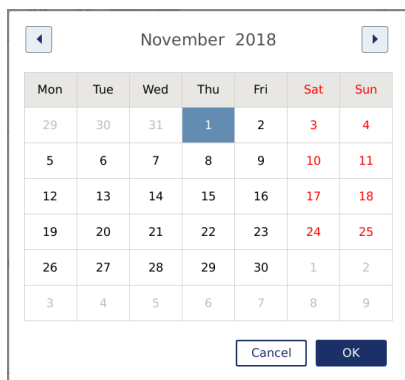 November 2018
Mon Tue Wed Thu Fri Sat Sun
29 30 31 1 2 3 4
5 6 7 8 9 10 11
12 13 14 15 16 17 18
19 20 21 22 23 24 25
26 27 28 29 30 1 2
3 4 5 6 7 8 9
Cancel OK